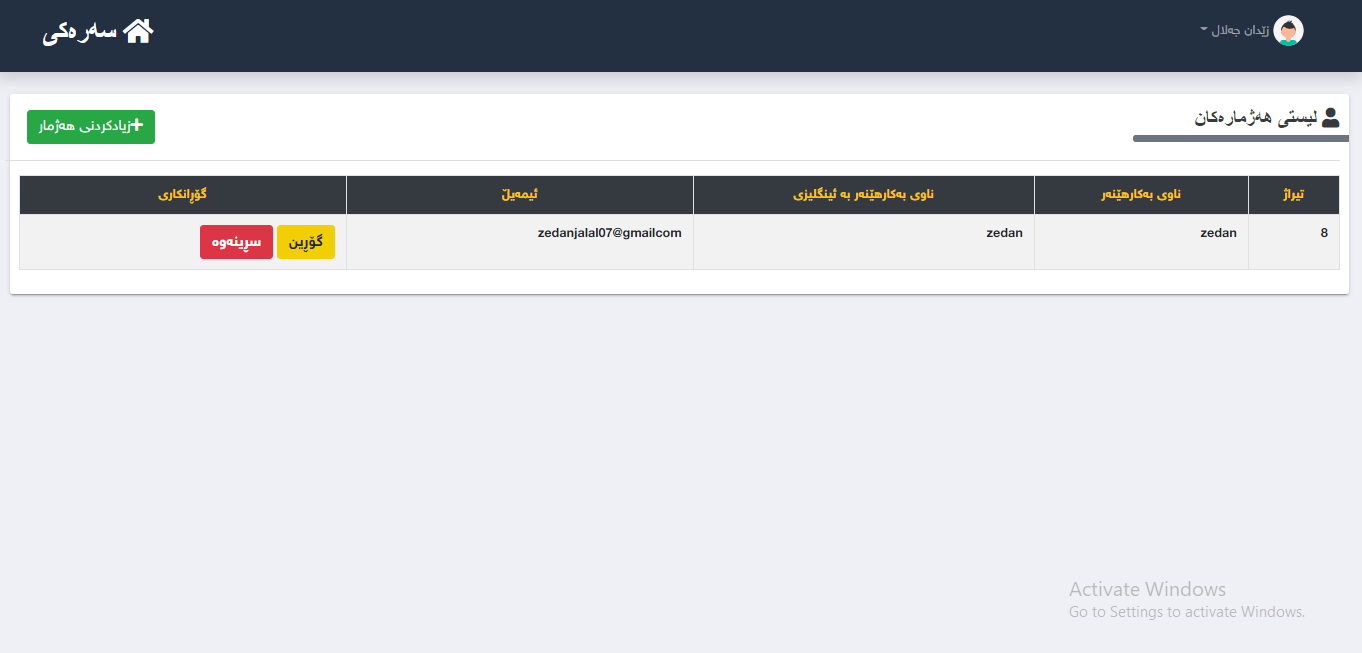 زێدان جەلال
سەرەکی
لیستی هەژمارەکان
زیادکردنی هەژمار
تیراژ
ناوی بەکارهێنەر
ناوی بەکارهێنەر بە ئینگلیزی
ئیمەیڵ
گۆڕانکاری
8
zedan
zedan
zedanjalal07@gmailcom
گۆڕین
سڕینەوە
Activate Windows
Go to Settings to activate Windows.